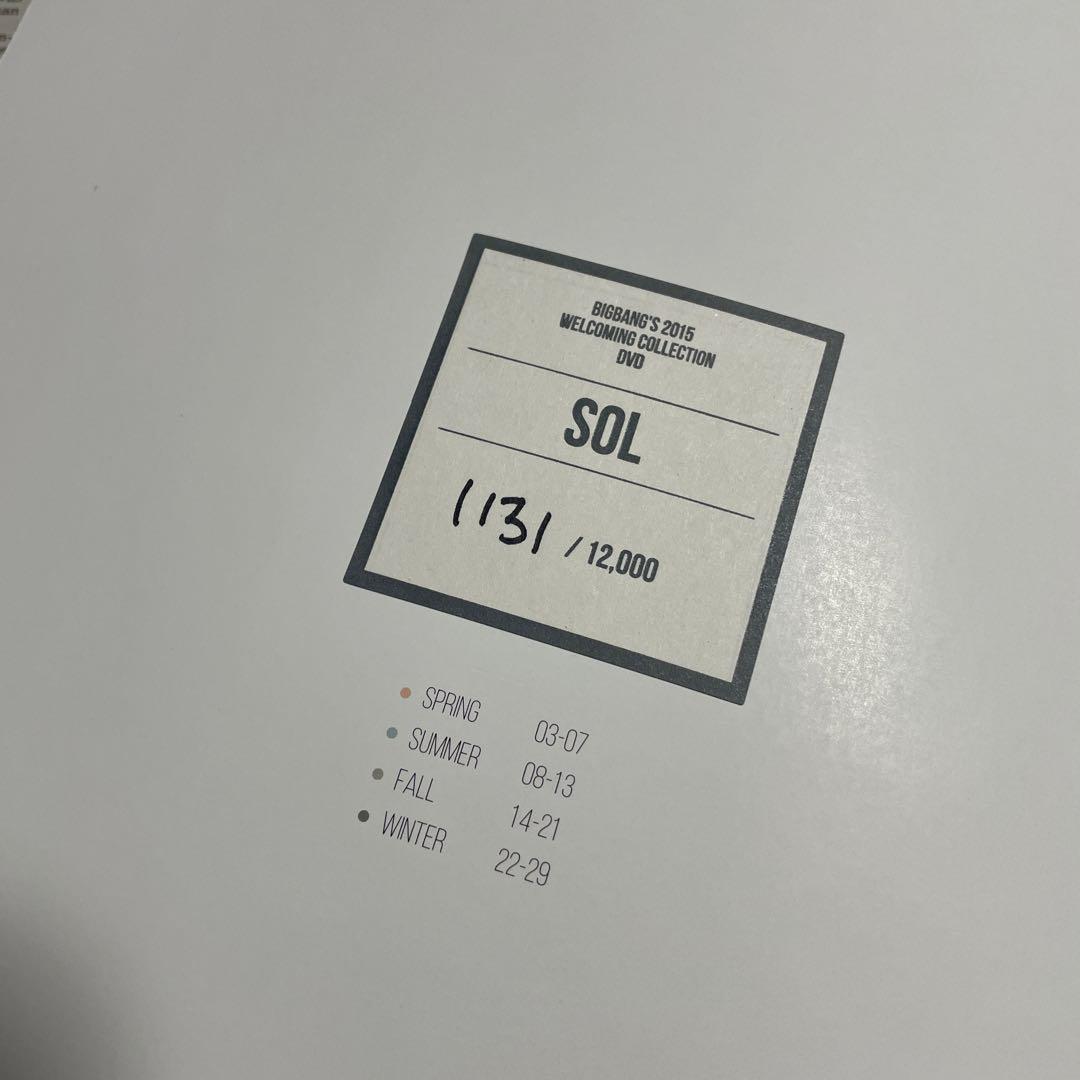 BIGBANG'S 2015
WELCOMING COLLECTION
DVD
SOL
1131 / 12,000
SPRING 03-07
SUMMER 08-13
FALL 14-21
WINTER 22-29